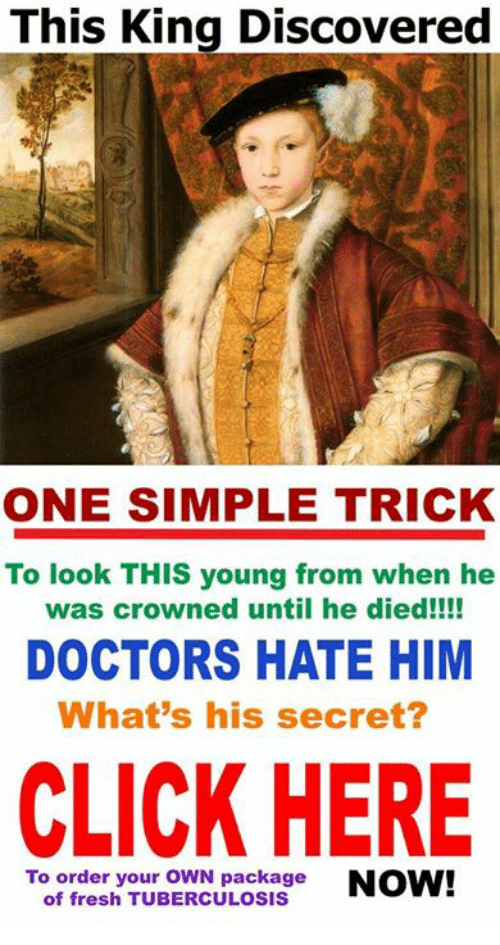 This King Discovered
ONE SIMPLE TRICK
To look THIS young from when he
was crowned until he died!!!!
DOCTORS HATE HIM
What's his secret?
CLICK HERE
To order your OWN package
of fresh TUBERCULOSIS
NOW!